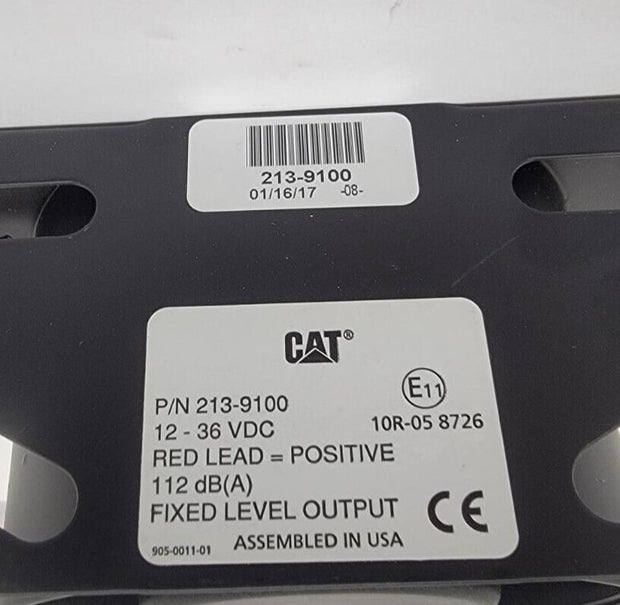 213-9100
01/16/17 -08-
CAT®
P/N 213-9100
E11
12 - 36 VDC
10R-05 8726
RED LEAD = POSITIVE
112 dB(A)
FIXED LEVEL OUTPUT
CE
905-0011-01 ASSEMBLED IN USA